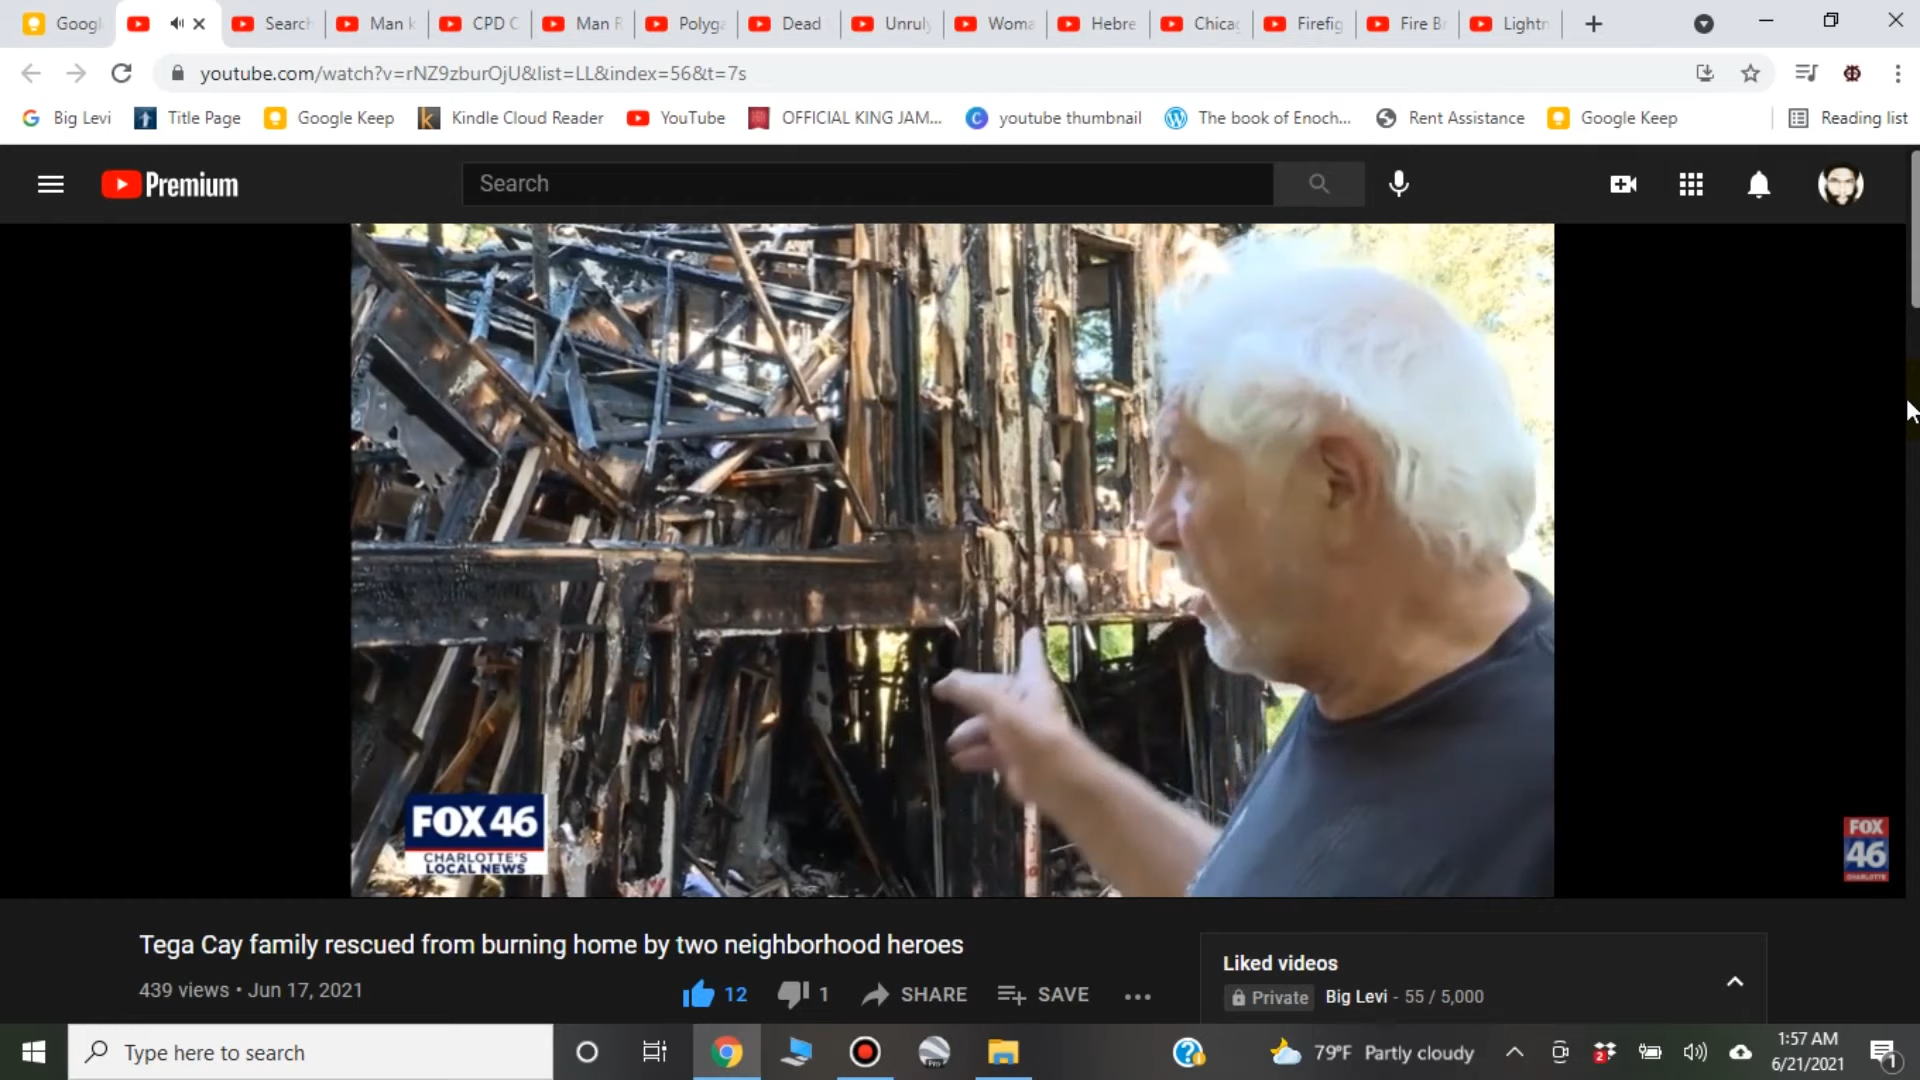 Googl
Search
Man k
CPD C
Man R
Polyga
Dead
Unruly
Woma
Hebre
Chicag
Firefig
Fire Br
Lightn
youtube.com/watch?v=rNZ9zburOjU&list=LL&index=56&t=7s
Big Levi
Title Page
Google Keep
Kindle Cloud Reader
YouTube
OFFICIAL KING JAM...
youtube thumbnail
The book of Enoch...
Rent Assistance
Google Keep
Reading list
Premium
Search
FOX 46
CHARLOTTE'S
LOCAL NEWS
FOX
46
CHARLOTTE
Tega Cay family rescued from burning home by two neighborhood heroes
439 views • Jun 17, 2021
12
1
SHARE
SAVE
Liked videos
Private Big Levi - 55 / 5,000
Type here to search
79°F Partly cloudy
2
1:57 AM
6/21/2021
1